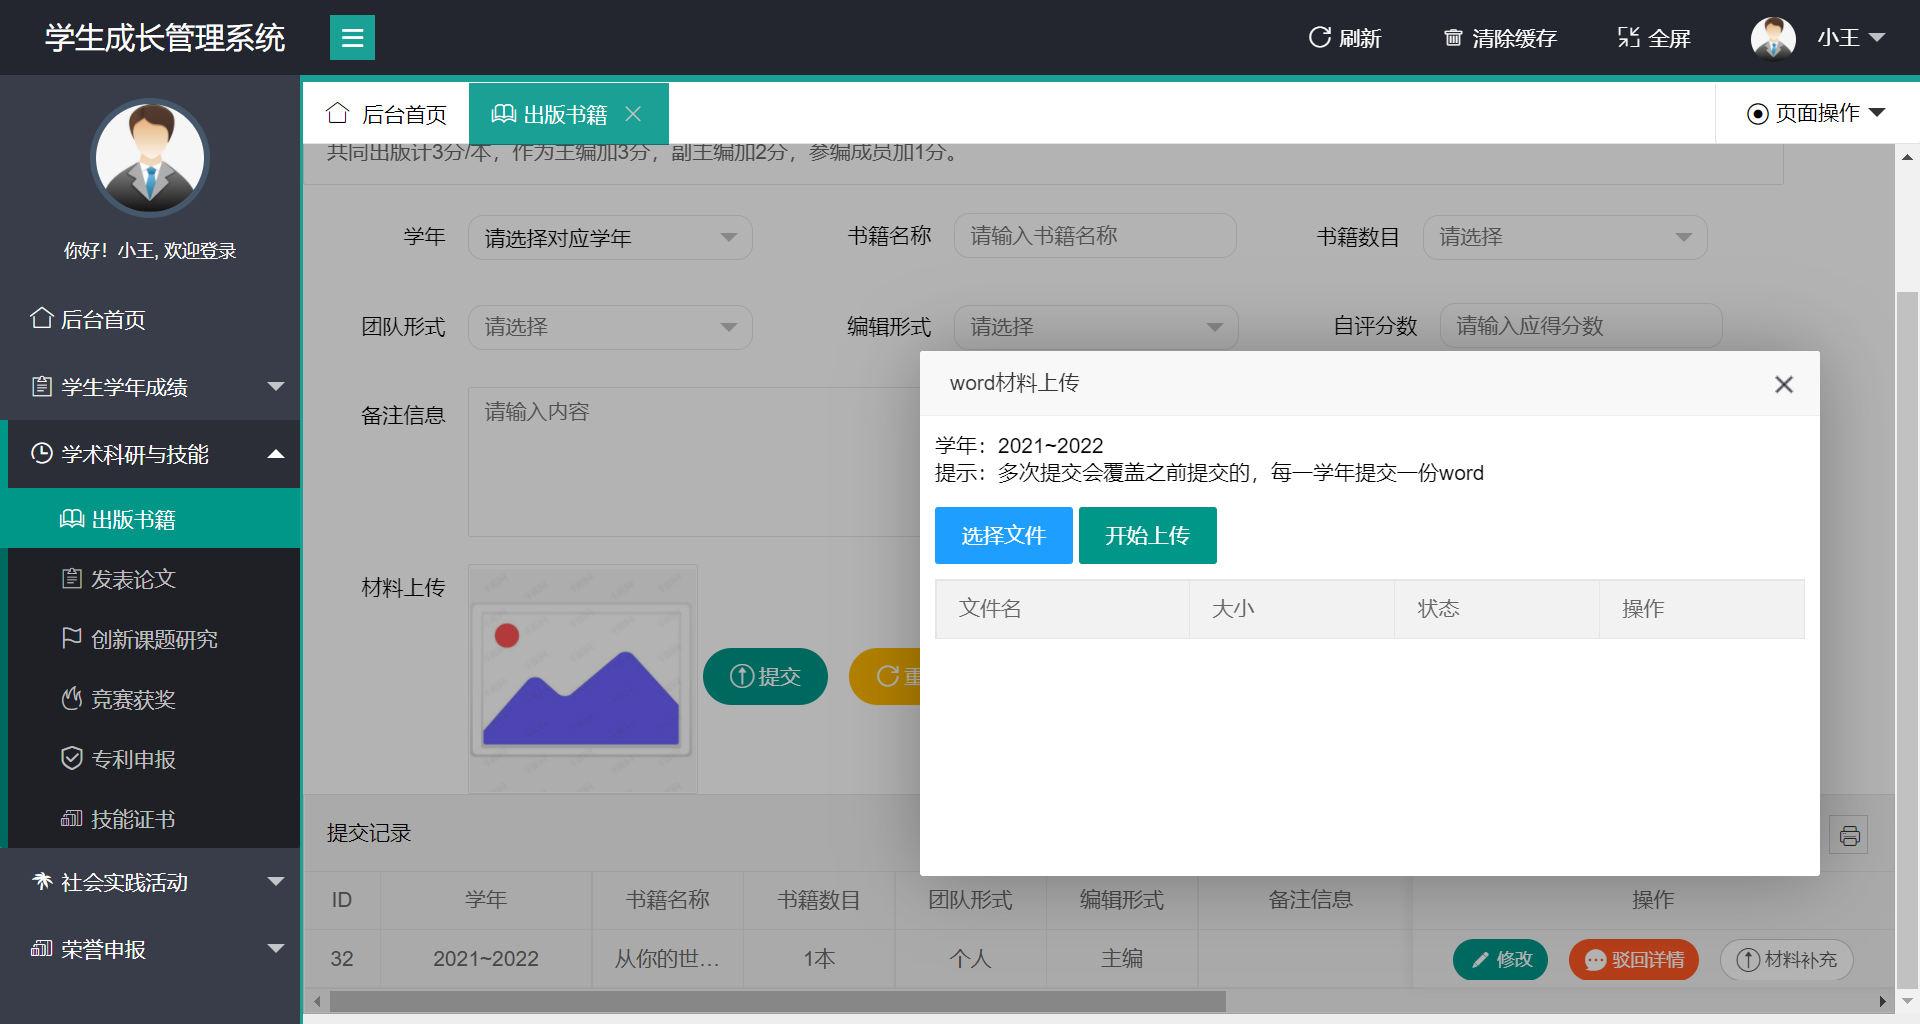 学生成长管理系统
刷新
清除缓存
全屏
小王
后台首页
出版书籍
页面操作
你好！小王, 欢迎登录
后台首页
学生学年成绩
学术科研与技能
出版书籍
发表论文
创新课题研究
竞赛获奖
专利申报
技能证书
社会实践活动
荣誉申报
共同出版计3分/本，作为主编加3分，副主编加2分，参编成员加1分。
学年 请选择对应学年 书籍名称 请输入书籍名称 书籍数目 请选择
团队形式 请选择 编辑形式 请选择 自评分数 请输入应得分数
备注信息 请输入内容
材料上传
提交
重
word材料上传
学年：2021~2022
提示：多次提交会覆盖之前提交的，每一学年提交一份word
选择文件 开始上传
文件名 大小 状态 操作
提交记录
ID 学年 书籍名称 书籍数目 团队形式 编辑形式 备注信息 操作
32 2021~2022 从你的世... 1本 个人 主编 修改 驳回详情 材料补充